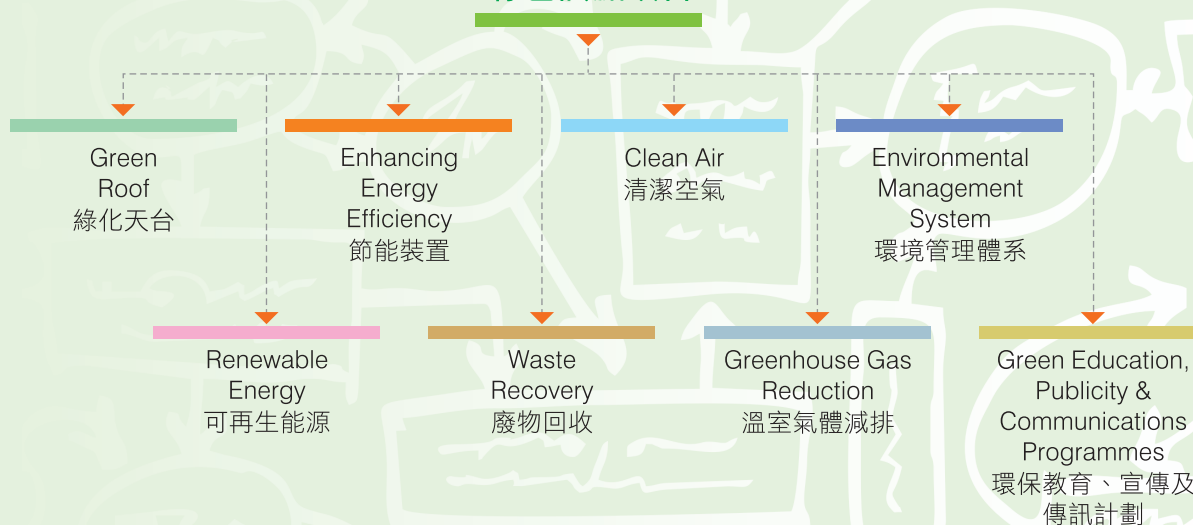 Green
Roof
綠化天台
Enhancing
Energy
Efficiency
節能裝置
Clean Air
清潔空氣
Environmental
Management
System
環境管理體系
Renewable
Energy
可再生能源
Waste
Recovery
廢物回收
Greenhouse Gas
Reduction
溫室氣體減排
Green Education,
Publicity &
Communications
Programmes
環保教育、宣傳及
傳訊計劃